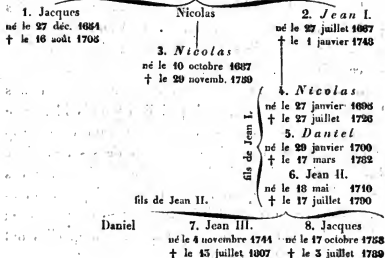 1. Jacques
né le 27 déc. 1654
† le 16 août 1705
Nicolas
2. Jean I.
né le 27 juillet 1667
† le 1 janvier 1748
3. Nicolas
né le 10 octobre 1687
† le 29 novemb. 1789
4. Nicolas
né le 27 janvier 1695
† le 27 juillet 1726
5. Daniel
né le 29 janvier 1700
† le 17 mars 1782
6. Jean II.
né le 18 mai 1710
† le 17 juillet 1790
fils de Jean I.
fils de Jean II.
Daniel
7. Jean III.
né le 4 novembre 1744
† le 13 juillet 1807
8. Jacques
né le 17 octobre 1758
† le 3 juillet 1789